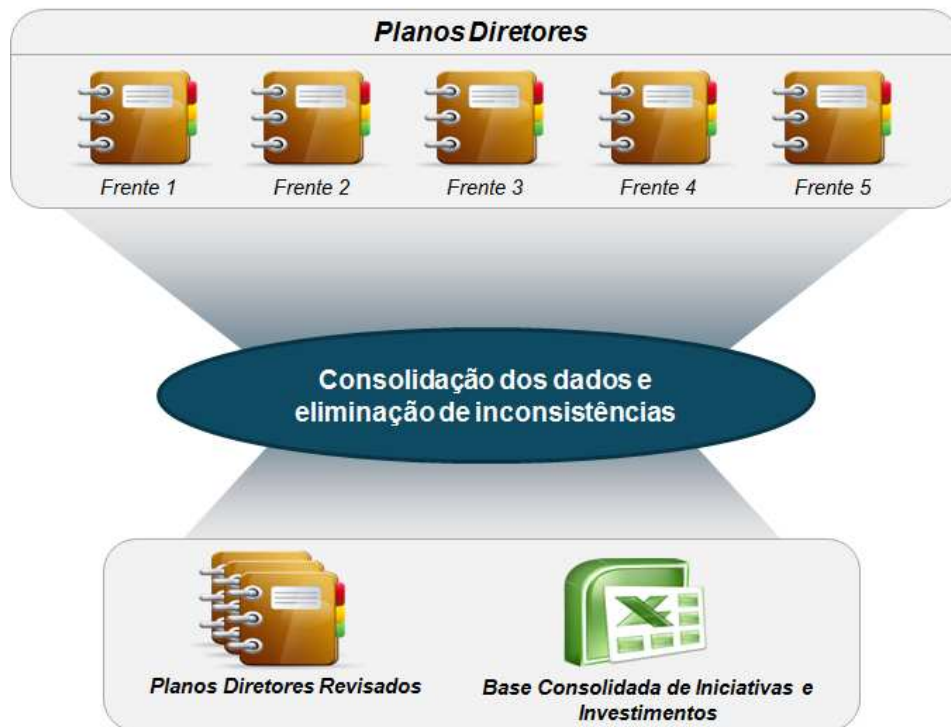 Planos Diretores
Frente 1
Frente 2
Frente 3
Frente 4
Frente 5
Consolidação dos dados e
eliminação de inconsistências
Planos Diretores Revisados
Base Consolidada de Iniciativas e
Investimentos